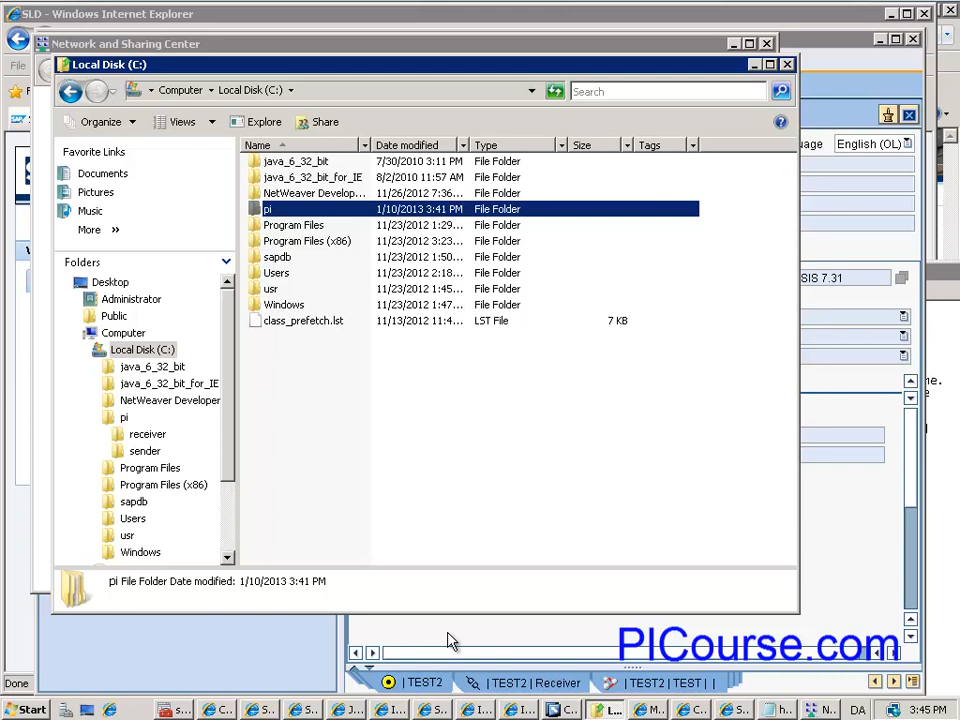 SLD - Windows Internet Explorer
Network and Sharing Center
Local Disk (C:)
File
Computer ▸ Local Disk (C:)
Search
Organize
Views
Explore
Share
Favorite Links
Documents
Pictures
Music
More
Folders
Desktop
Administrator
Public
Computer
Local Disk (C:)
java_6_32_bit
java_6_32_bit_for_IE
NetWeaver Developer
pi
receiver
sender
Program Files
Program Files (x86)
sapdb
Users
usr
Windows
Name Date modified Type Size Tags
java_6_32_bit 7/30/2010 3:11 PM File Folder
java_6_32_bit_for_IE 8/2/2010 11:57 AM File Folder
NetWeaver Develop... 11/26/2012 7:36... File Folder
pi 1/10/2013 3:41 PM File Folder
Program Files 11/23/2012 1:29... File Folder
Program Files (x86) 11/23/2012 3:23... File Folder
sapdb 11/23/2012 1:50... File Folder
Users 11/23/2012 2:18... File Folder
usr 11/23/2012 1:45... File Folder
Windows 11/23/2012 1:47... File Folder
class_prefetch.lst 11/13/2012 11:4... LST File 7 KB
pi File Folder Date modified: 1/10/2013 3:41 PM
English (OL)
SIS 7.31
PICourse.com
TEST2
TEST2 | Receiver
TEST2 | TEST | |
Done
Start
s...
C...
S...
S...
J...
I...
S...
I...
I...
C...
L...
M...
C...
S...
h...
N..
DA
3:45 PM